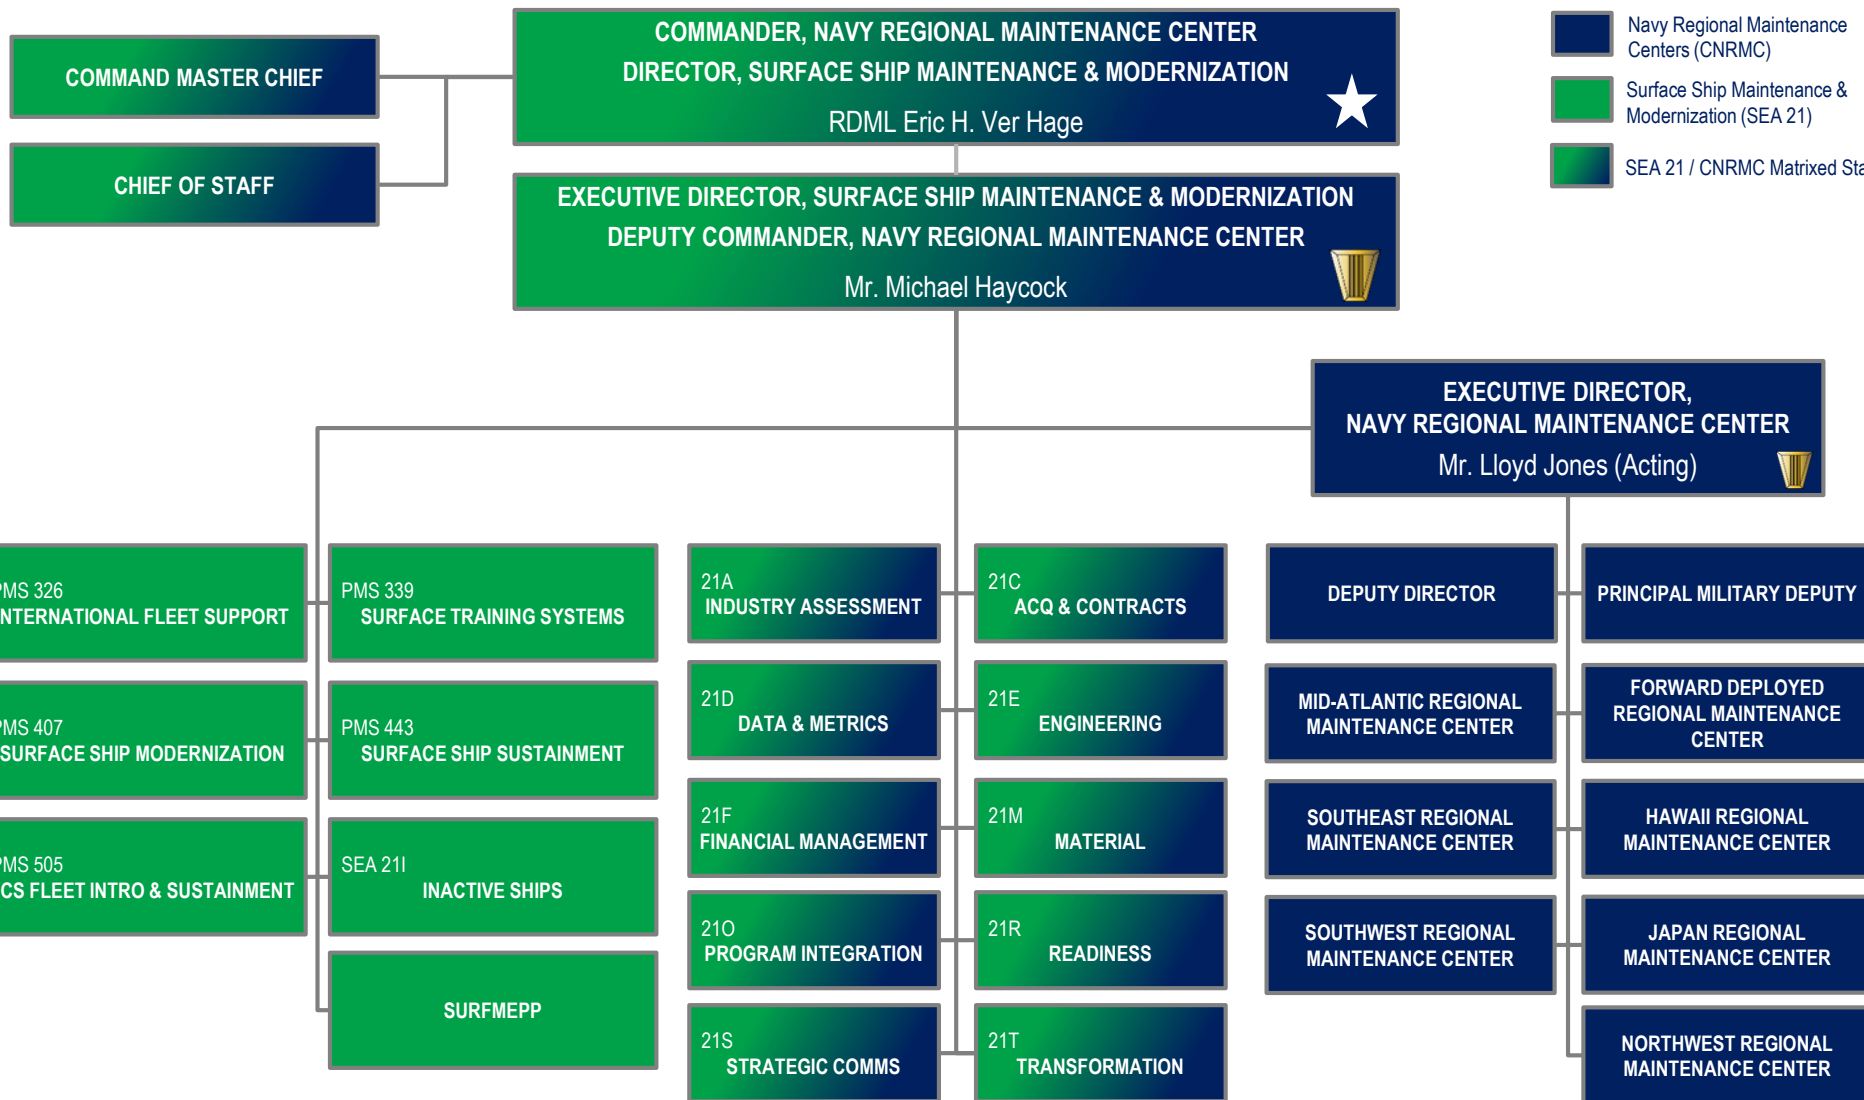 COMMANDER, NAVY REGIONAL MAINTENANCE CENTER
DIRECTOR, SURFACE SHIP MAINTENANCE & MODERNIZATION
RDML Eric H. Ver Hage
COMMAND MASTER CHIEF
CHIEF OF STAFF
Navy Regional Maintenance
Centers (CNRMC)
Surface Ship Maintenance &
Modernization (SEA 21)
SEA 21 / CNRMC Matrixed Sta
EXECUTIVE DIRECTOR, SURFACE SHIP MAINTENANCE & MODERNIZATION
DEPUTY COMMANDER, NAVY REGIONAL MAINTENANCE CENTER
Mr. Michael Haycock
EXECUTIVE DIRECTOR,
NAVY REGIONAL MAINTENANCE CENTER
Mr. Lloyd Jones (Acting)
PMS 326
NTERNATIONAL FLEET SUPPORT
PMS 339
SURFACE TRAINING SYSTEMS
PMS 407
SURFACE SHIP MODERNIZATION
PMS 443
SURFACE SHIP SUSTAINMENT
PMS 505
CS FLEET INTRO & SUSTAINMENT
SEA 21I
INACTIVE SHIPS
SURFMEPP
21A
INDUSTRY ASSESSMENT
21C
ACQ & CONTRACTS
21D
DATA & METRICS
21E
ENGINEERING
21F
FINANCIAL MANAGEMENT
21M
MATERIAL
21O
PROGRAM INTEGRATION
21R
READINESS
21S
STRATEGIC COMMS
21T
TRANSFORMATION
DEPUTY DIRECTOR
PRINCIPAL MILITARY DEPUTY
MID-ATLANTIC REGIONAL
MAINTENANCE CENTER
FORWARD DEPLOYED
REGIONAL MAINTENANCE
CENTER
SOUTHEAST REGIONAL
MAINTENANCE CENTER
HAWAII REGIONAL
MAINTENANCE CENTER
SOUTHWEST REGIONAL
MAINTENANCE CENTER
JAPAN REGIONAL
MAINTENANCE CENTER
NORTHWEST REGIONAL
MAINTENANCE CENTER